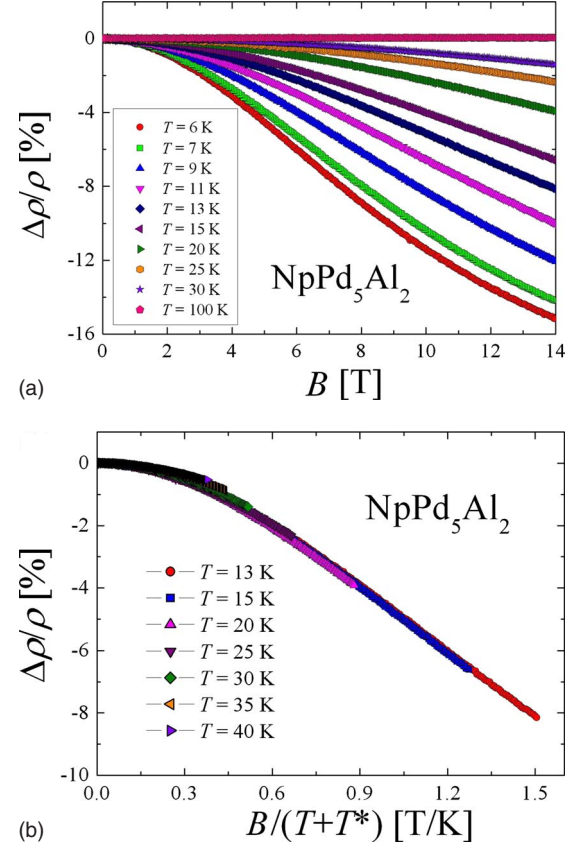 0
-4
-8
-12
-16
Δρ/ρ [%]
T = 6 K
T = 7 K
T = 9 K
T = 11 K
T = 13 K
T = 15 K
T = 20 K
T = 25 K
T = 30 K
T = 100 K
NpPd₅Al₂
0 2 4 6 8 10 12 14
B [T]
(a)
0
-2
-4
-6
-8
-10
Δρ/ρ [%]
NpPd₅Al₂
T = 13 K
T = 15 K
T = 20 K
T = 25 K
T = 30 K
T = 35 K
T = 40 K
0.0 0.3 0.6 0.9 1.2 1.5
B/(T+T*) [T/K]
(b)